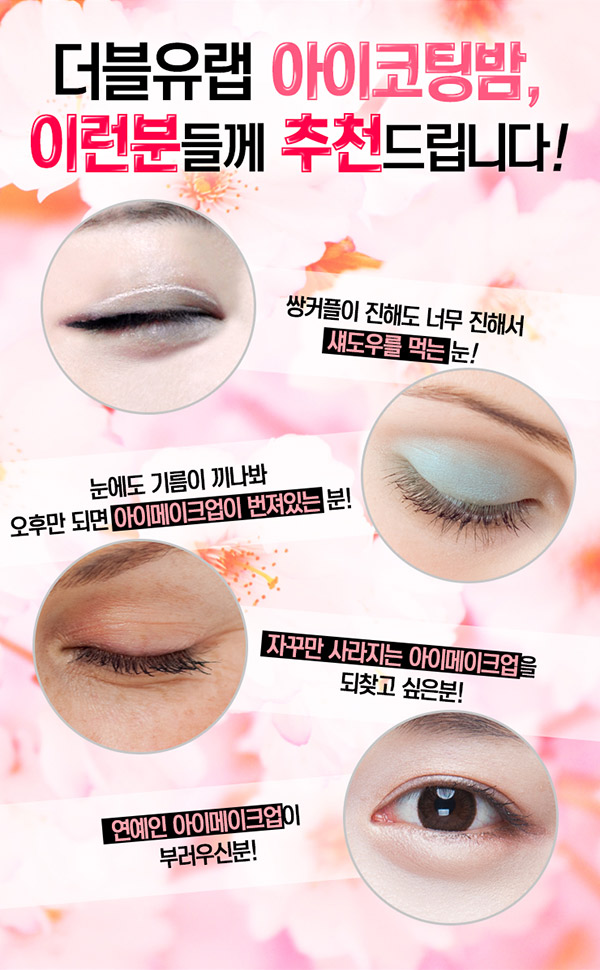 더블유랩 아이코팅밤,
이런분들께 추천드립니다!
쌍커플이 진해도 너무 진해서
섀도우를 먹는 눈!
눈에도 기름이 끼나봐
오후만 되면 아이메이크업이 번져있는 분!
자꾸만 사라지는 아이메이크업을
되찾고 싶은분!
연예인 아이메이크업이
부러우신분!